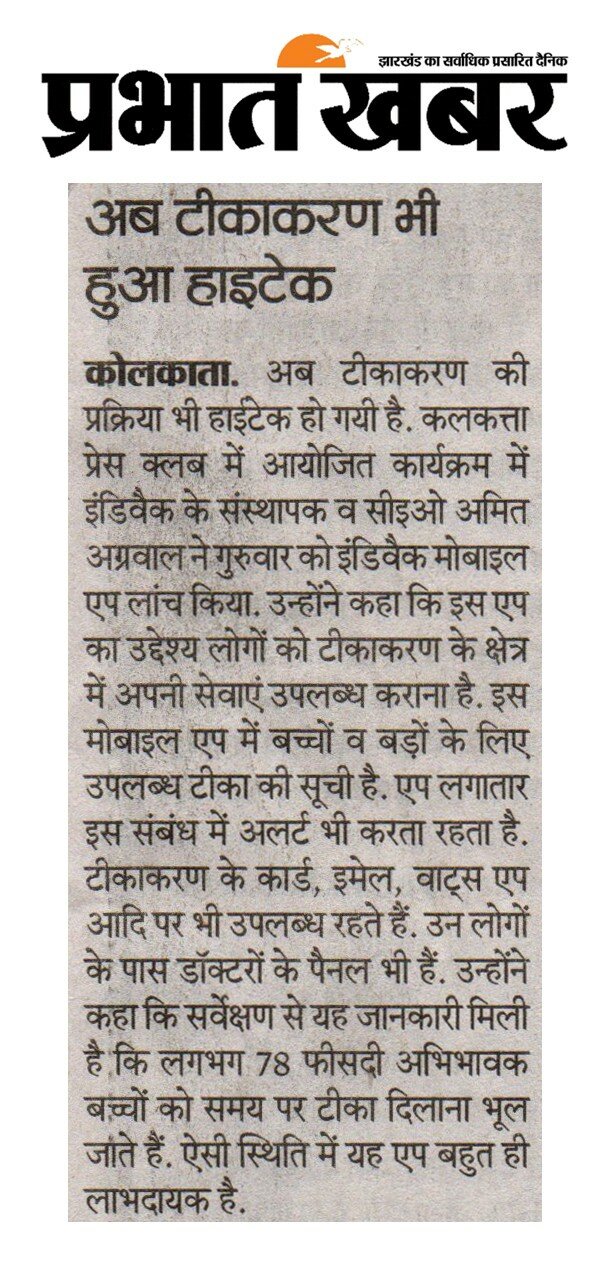 झारखंड का सर्वाधिक प्रसारित दैनिक
प्रभात खबर
अब टीकाकरण भी
हुआ हाइटेक
कोलकाता. अब टीकाकरण की
प्रक्रिया भी हाईटेक हो गयी है. कलकत्ता
प्रेस क्लब में आयोजित कार्यक्रम में
इंडिवैक के संस्थापक व सीइओ अमित
अग्रवाल ने गुरुवार को इंडिवैक मोबाइल
एप लांच किया. उन्होंने कहा कि इस एप
का उद्देश्य लोगों को टीकाकरण के क्षेत्र
में अपनी सेवाएं उपलब्ध कराना है. इस
मोबाइल एप में बच्चों व बड़ों के लिए
उपलब्ध टीका की सूची है. एप लगातार
इस संबंध में अलर्ट भी करता रहता है.
टीकाकरण के कार्ड, इमेल, वाट्स एप
आदि पर भी उपलब्ध रहते हैं. उन लोगों
के पास डॉक्टरों के पैनल भी हैं. उन्होंने
कहा कि सर्वेक्षण से यह जानकारी मिली
है कि लगभग 78 फीसदी अभिभावक
बच्चों को समय पर टीका दिलाना भूल
जाते हैं. ऐसी स्थिति में यह एप बहुत ही
लाभदायक है.